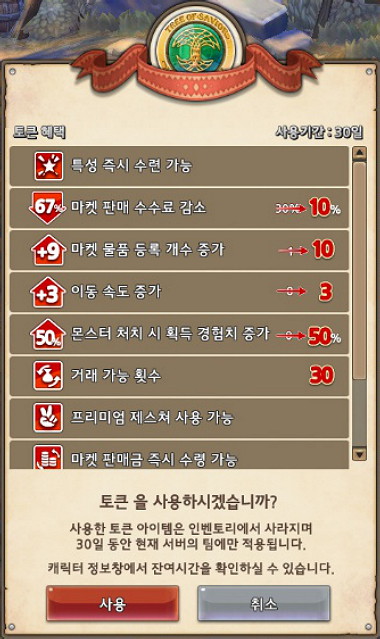 TREE OF SAVIOR
토큰 혜택
사용기간 : 30일
특성 즉시 수련 가능
67% 마켓 판매 수수료 감소 30% 10%
+9 마켓 물품 등록 개수 증가 1 10
+3 이동 속도 증가 0 3
50% 몬스터 처치 시 획득 경험치 증가 0 50%
거래 가능 횟수 30
프리미엄 제스쳐 사용 가능
마켓 판매금 즉시 수령 가능
토큰 을 사용하시겠습니까?
사용한 토큰 아이템은 인벤토리에서 사라지며
30일 동안 현재 서버의 팀에만 적용됩니다.
캐릭터 정보창에서 잔여시간을 확인하실 수 있습니다.
사용
취소